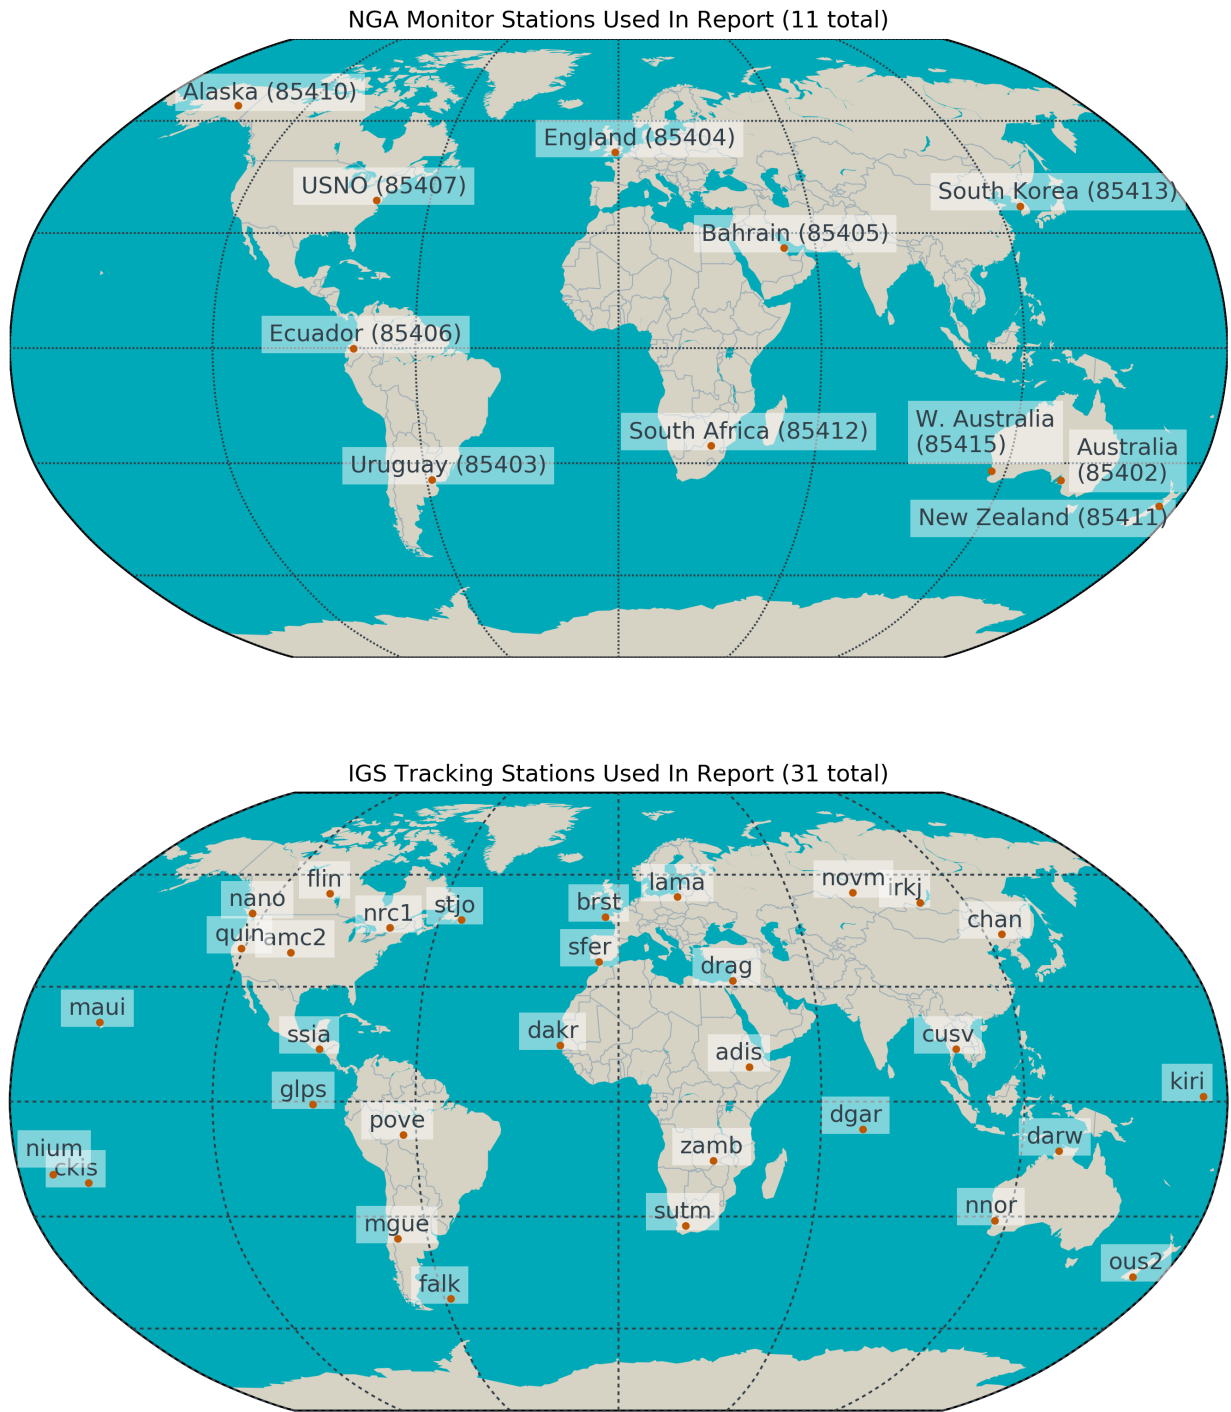 NGA Monitor Stations Used In Report (11 total)
Alaska (85410)
England (85404)
USNO (85407)
South Korea (85413)
Bahrain (85405)
Ecuador (85406)
W. Australia
(85415)
South Africa (85412)
Australia
(85402)
Uruguay (85403)
New Zealand (85411)
IGS Tracking Stations Used In Report (31 total)
flin
lama
novm
irkj
nano
brst
stjo
nrc1
chan
quin
amc2
sfer
drag
maui
ssia
dakr
cusv
adis
kiri
glps
dgar
pove
darw
zamb
nium
ckis
nnor
sutm
mgue
ous2
falk